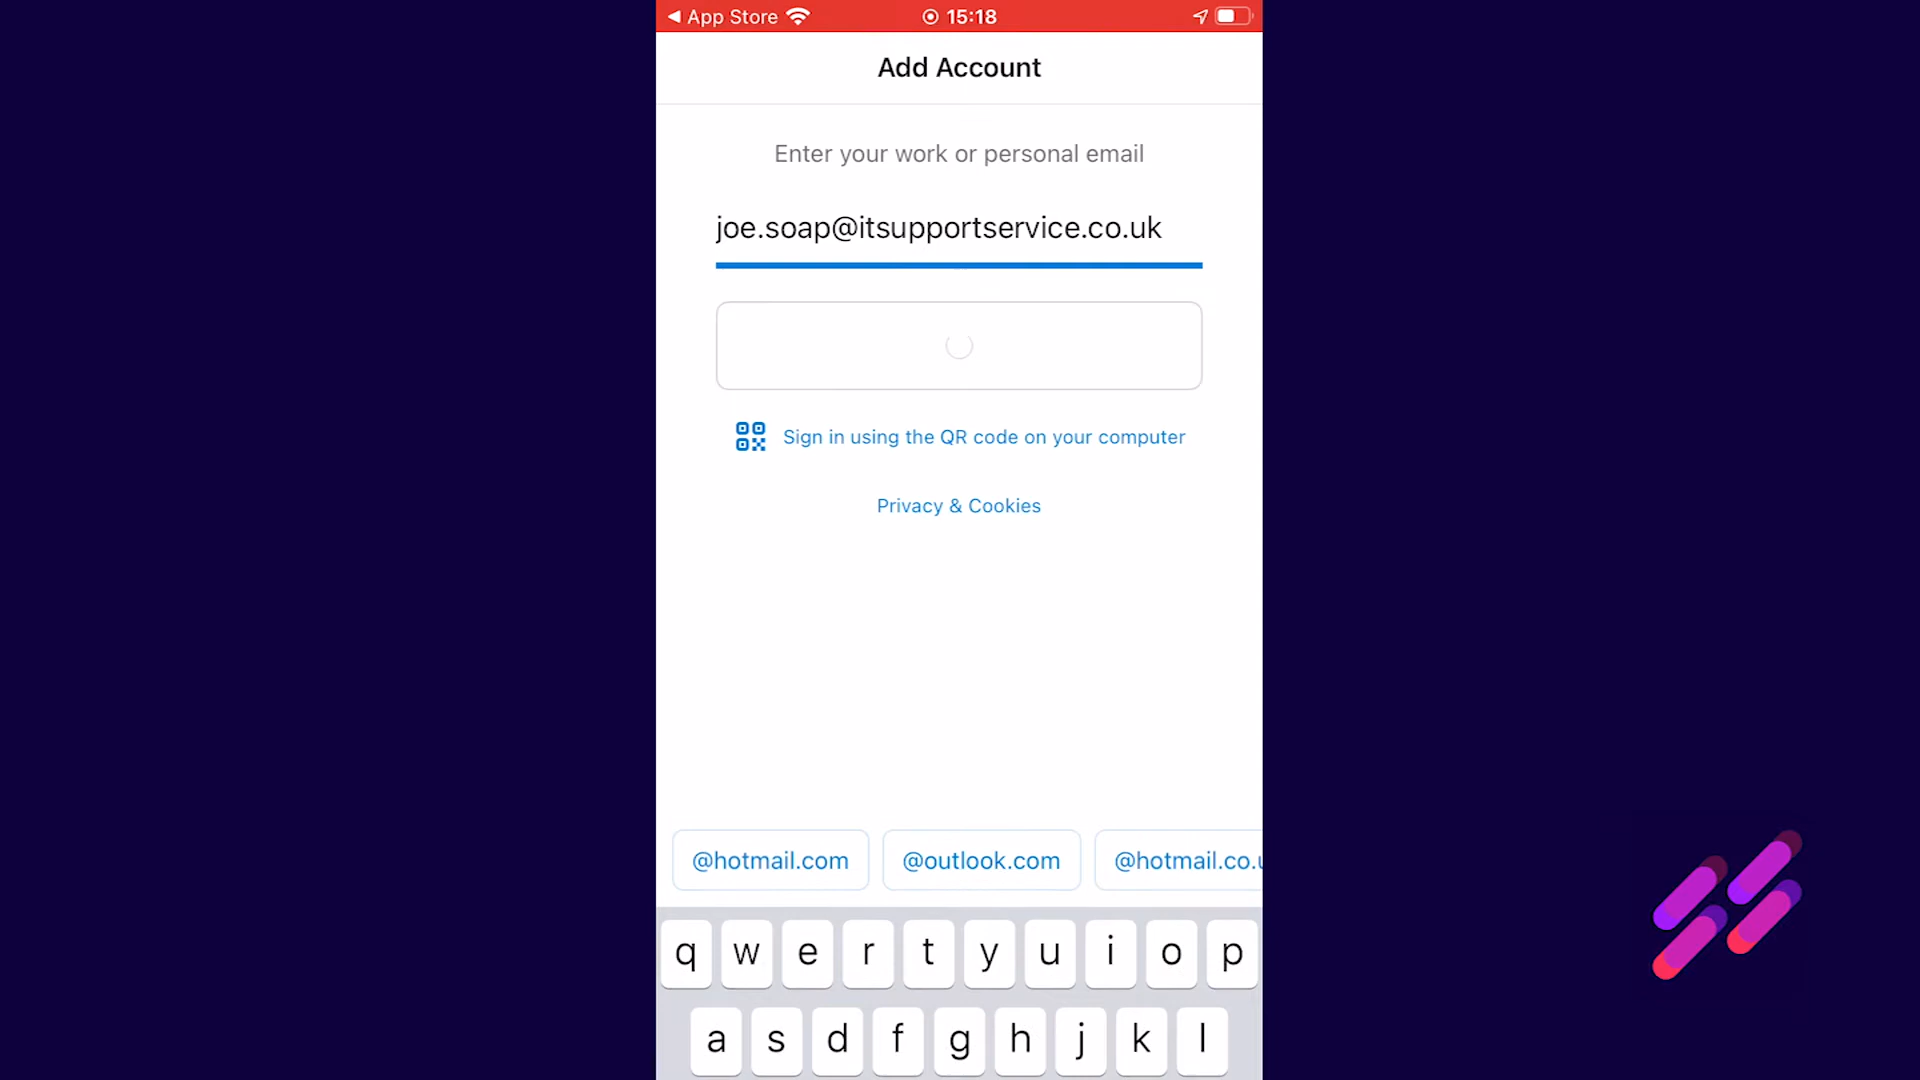 App Store 15:18
Add Account
Enter your work or personal email
joe.soap@itsupportservice.co.uk
Sign in using the QR code on your computer
Privacy & Cookies
@hotmail.com @outlook.com @hotmail.co.u
q w e r t y u i o p
a s d f g h j k l